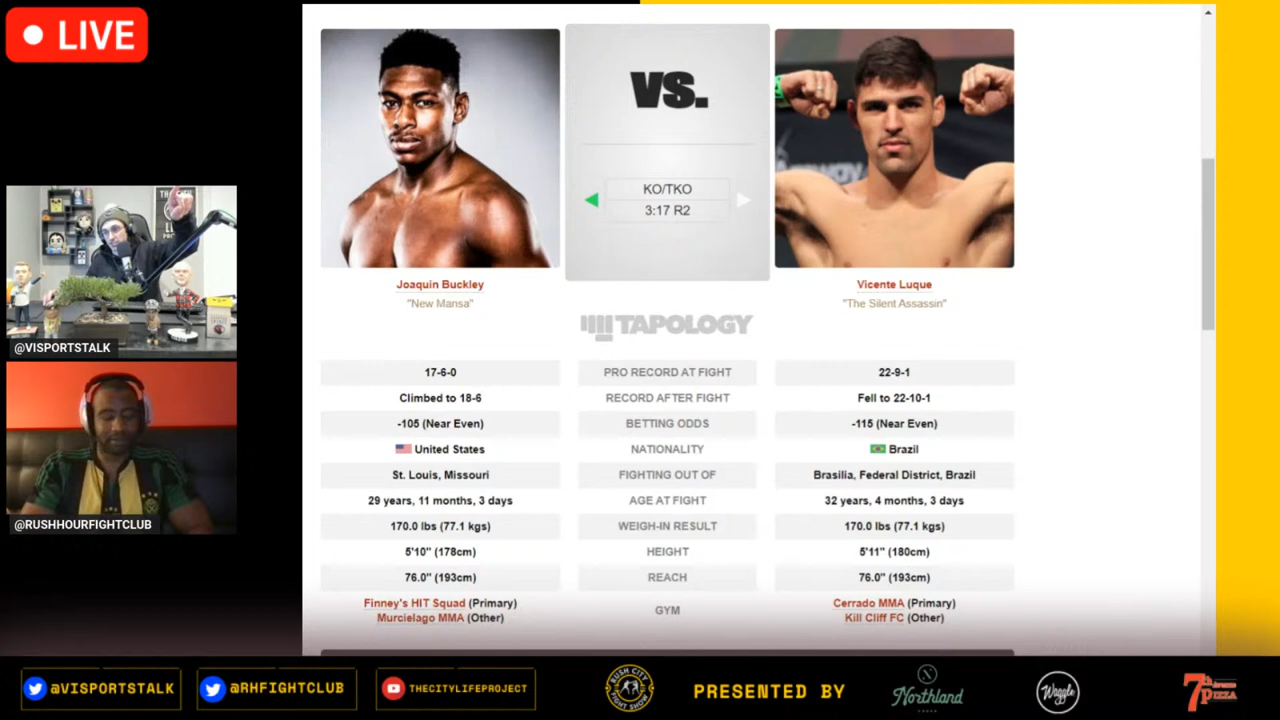 LIVE
VS.
KO/TKO
3:17 R2
Joaquin Buckley
"New Mansa"
Vicente Luque
"The Silent Assassin"
TAPOLOGY
17-6-0 PRO RECORD AT FIGHT 22-9-1
Climbed to 18-6 RECORD AFTER FIGHT Fell to 22-10-1
-105 (Near Even) BETTING ODDS -115 (Near Even)
United States NATIONALITY Brazil
St. Louis, Missouri FIGHTING OUT OF Brasilia, Federal District, Brazil
29 years, 11 months, 3 days AGE AT FIGHT 32 years, 4 months, 3 days
170.0 lbs (77.1 kgs) WEIGH-IN RESULT 170.0 lbs (77.1 kgs)
5'10" (178cm) HEIGHT 5'11" (180cm)
76.0" (193cm) REACH 76.0" (193cm)
Finney's HIT Squad (Primary)
Murcielago MMA (Other)
GYM
Cerrado MMA (Primary)
Kill Cliff FC (Other)
@VISPORTSTALK
@RUSHHOURFIGHTCLUB
@VISPORTSTALK
@RHFIGHTCLUB
THECITYLIFEPROJECT
RUSH CITY
FIGHT SHOW
PRESENTED BY
Northland
Waggle
7th
PIZZA